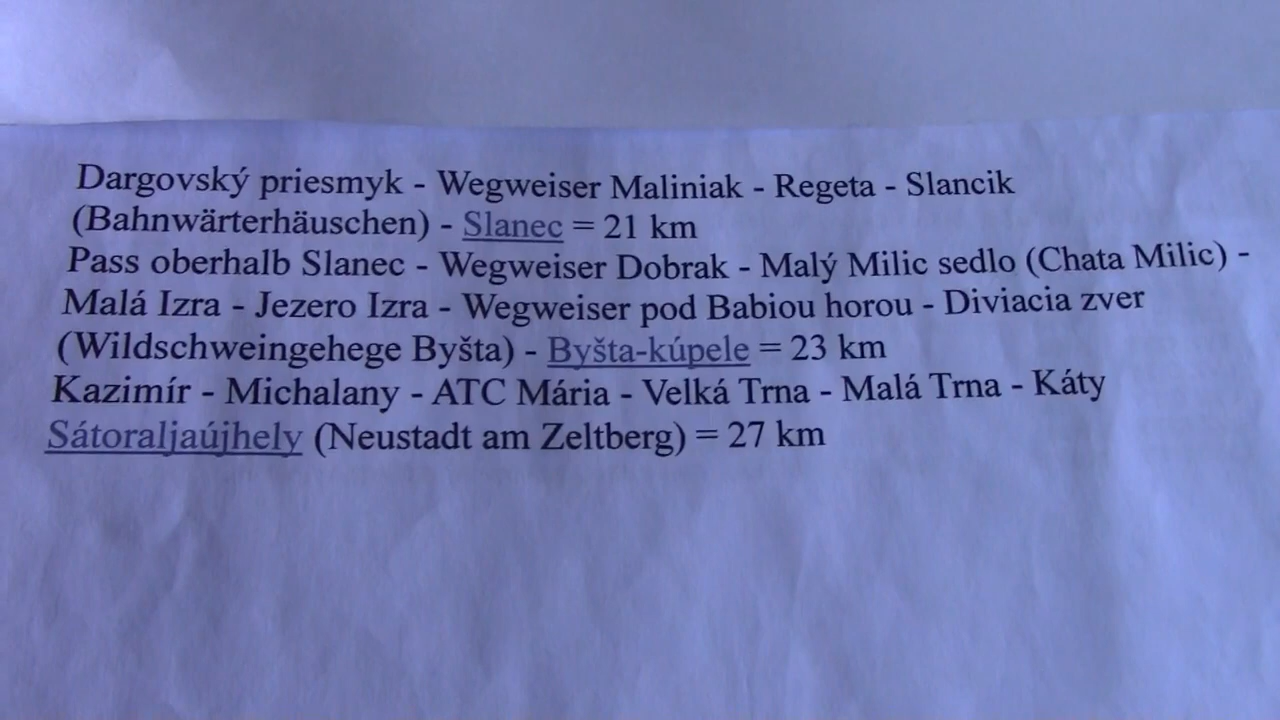 Dargovský priesmyk - Wegweiser Maliniak - Regeta - Slancik
(Bahnwärterhäuschen) - Slanec = 21 km
Pass oberhalb Slanec - Wegweiser Dobrak - Malý Milic sedlo (Chata Milic) -
Malá Izra - Jezero Izra - Wegweiser pod Babiou horou - Diviacia zver
(Wildschweingehege Byšta) - Byšta-kúpele = 23 km
Kazimír - Michalany - ATC Mária - Velká Trna - Malá Trna - Káty
Sátoraljaújhely (Neustadt am Zeltberg) = 27 km